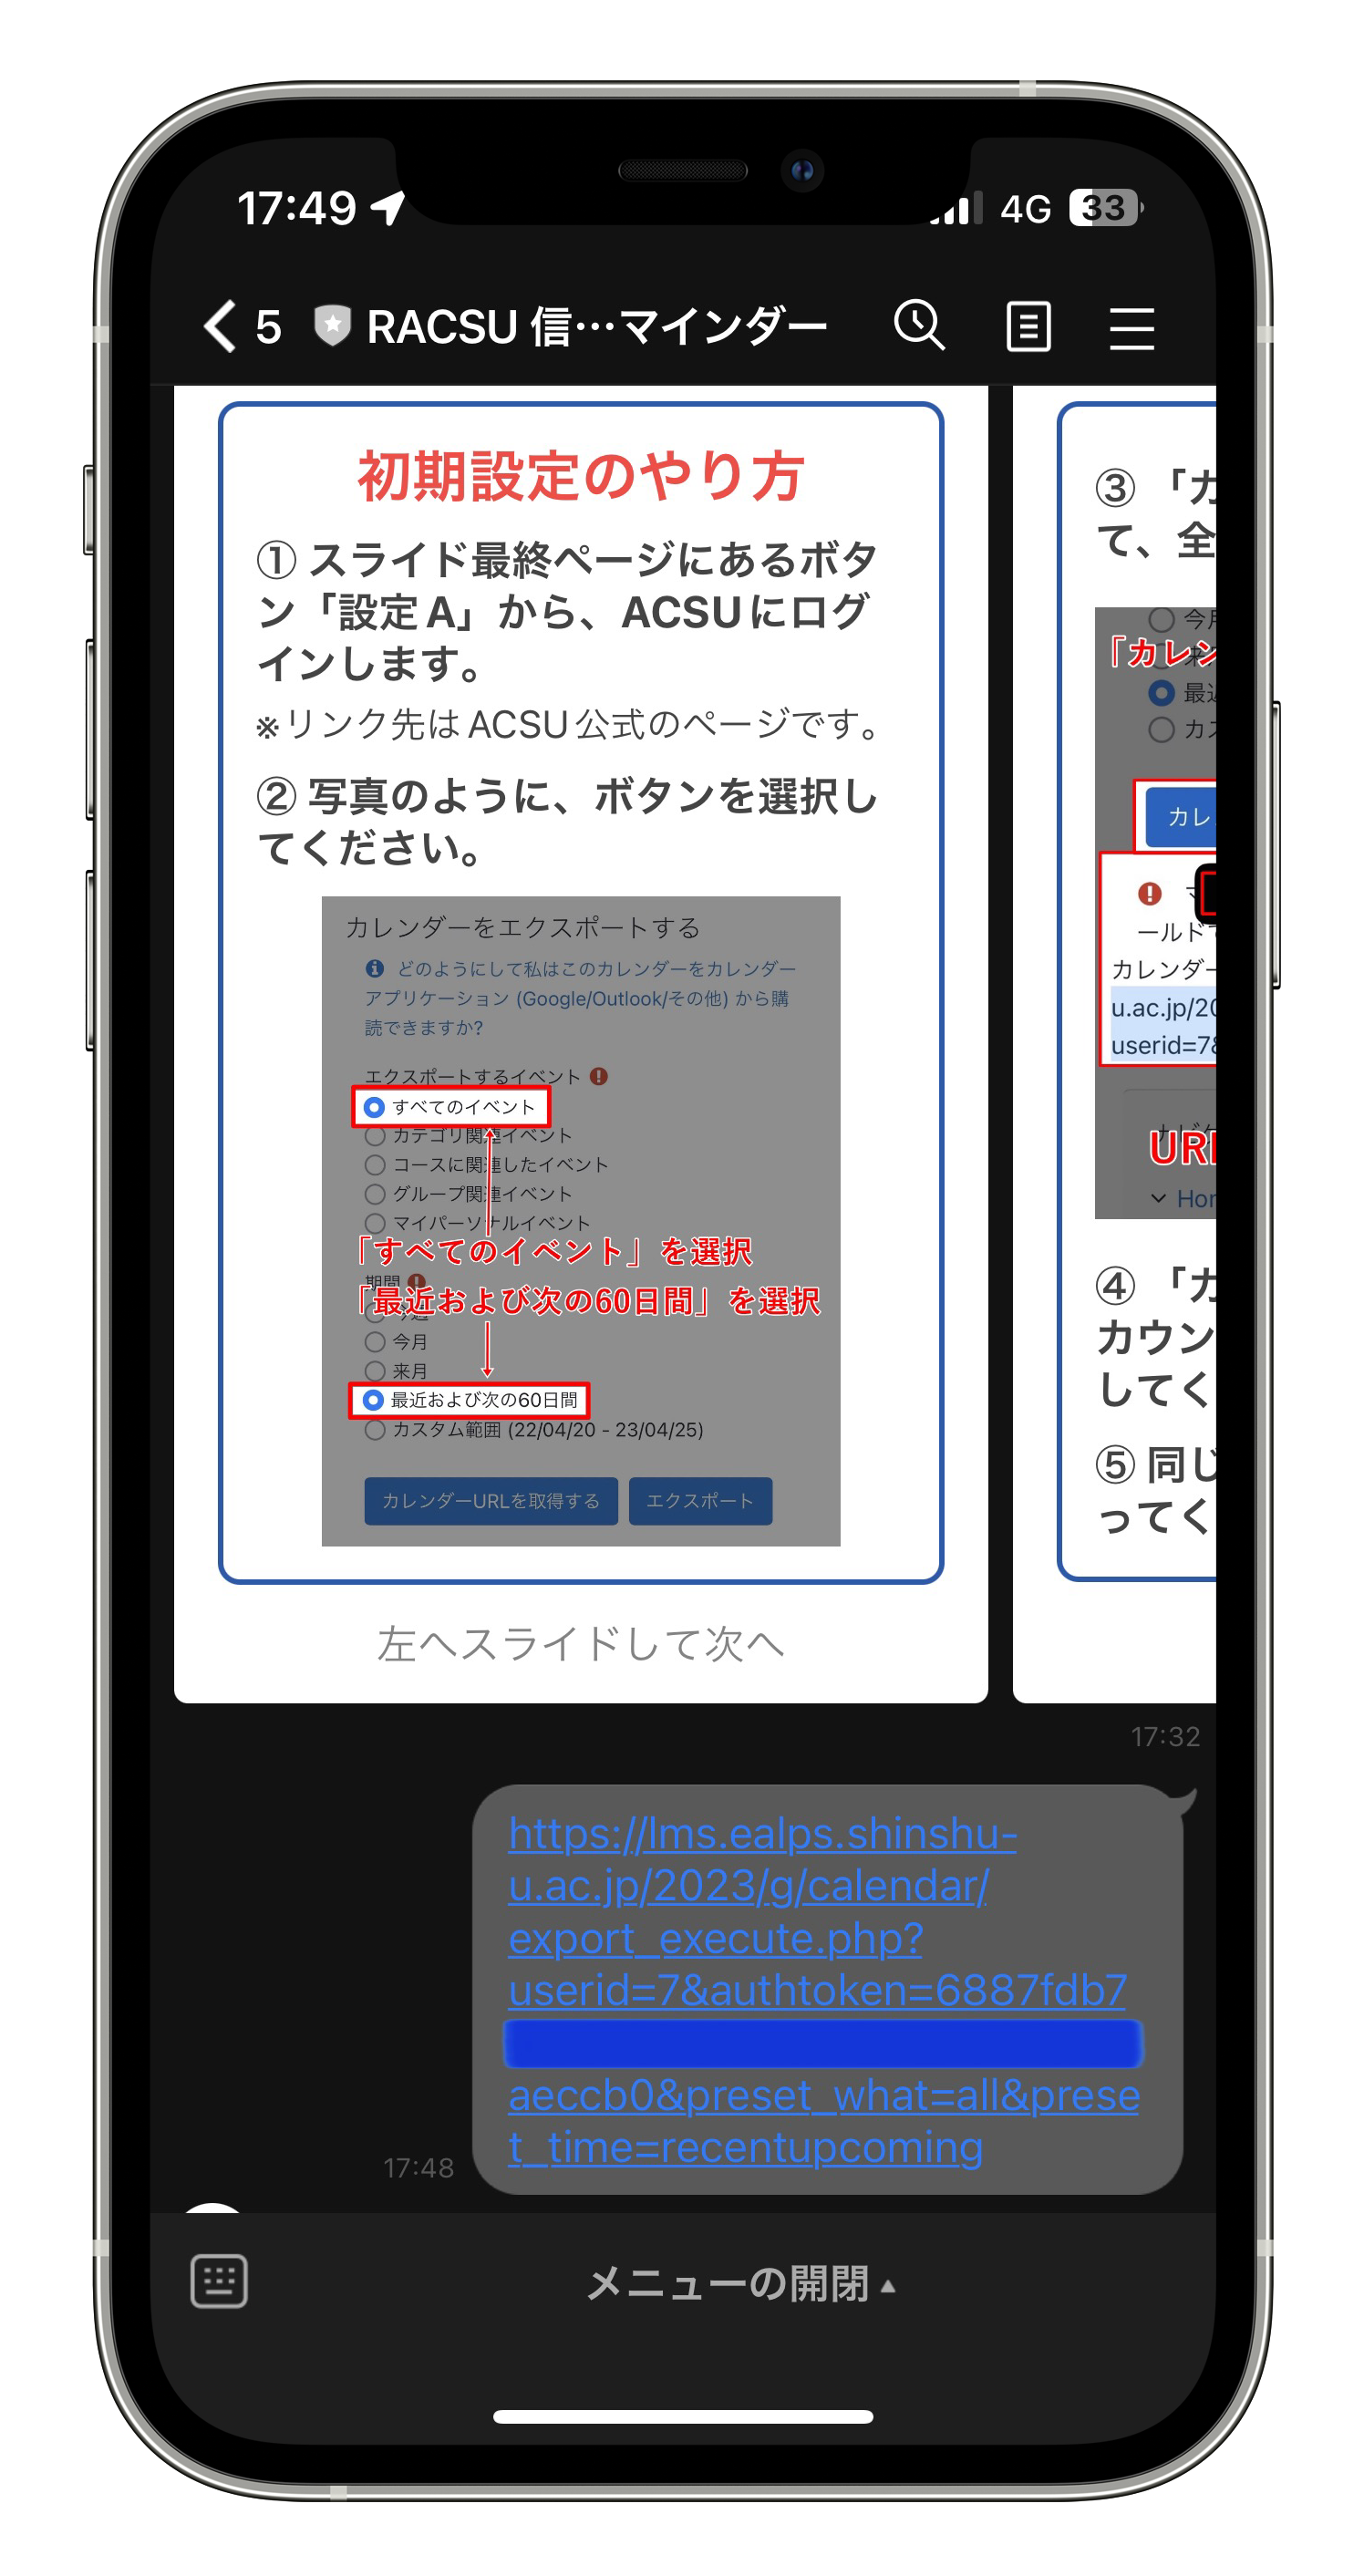 17:49
4G 33
5 RACSU 信…マインダー
初期設定のやり方
① スライド最終ページにあるボタ
ン「設定A」から、ACSUにログ
インします。
※リンク先はACSU公式のページです。
② 写真のように、ボタンを選択し
てください。
カレンダーをエクスポートする
どのようにして私はこのカレンダーをカレンダー
アプリケーション (Google/Outlook/その他) から購
読できますか?
エクスポートするイベント
すべてのイベント
カテゴリ関連イベント
コースに関連したイベント
グループ関連イベント
マイパーソナルイベント
「すべてのイベント」を選択
期間
「最近および次の60日間」を選択
今週
今月
来月
最近および次の60日間
カスタム範囲 (22/04/20 - 23/04/25)
カレンダーURLを取得する エクスポート
左へスライドして次へ
③ 「カ
て、全
今月
「カレン
最近
カス
カレ
ールドで
カレンダー
u.ac.jp/20
userid=7&
URL
Hor
④ 「カ
カウン
してく
⑤ 同じ
ってく
17:32
https://lms.ealps.shinshu-
u.ac.jp/2023/g/calendar/
export_execute.php?
userid=7&authtoken=6887fdb7
aeccb0&preset_what=all&prese
t_time=recentupcoming
17:48
メニューの開閉▲